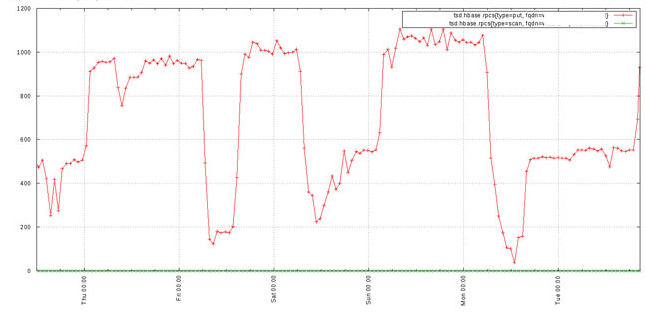 tsd.hbase.rpcs{type=put, fqdn= }
tsd.hbase.rpcs{type=scan, fqdn= }
1200
1000
800
600
400
200
0
Thu 00:00
Fri 00:00
Sat 00:00
Sun 00:00
Mon 00:00
Tue 00:00